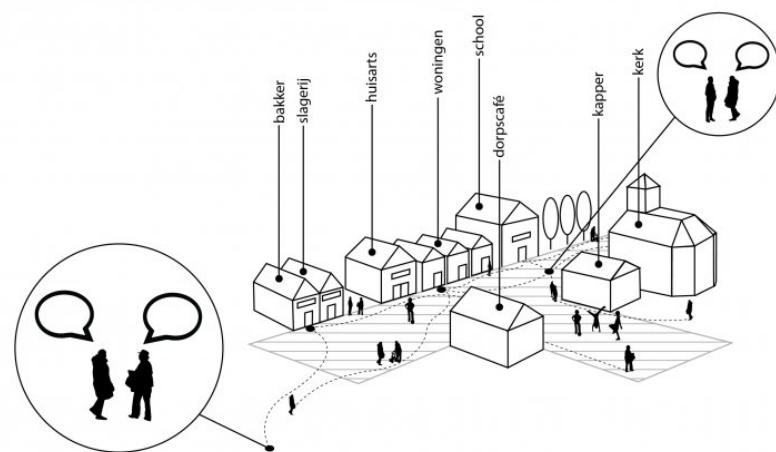 bakker
slagerij
huisarts
woningen
school
dorpscafé
kapper
kerk